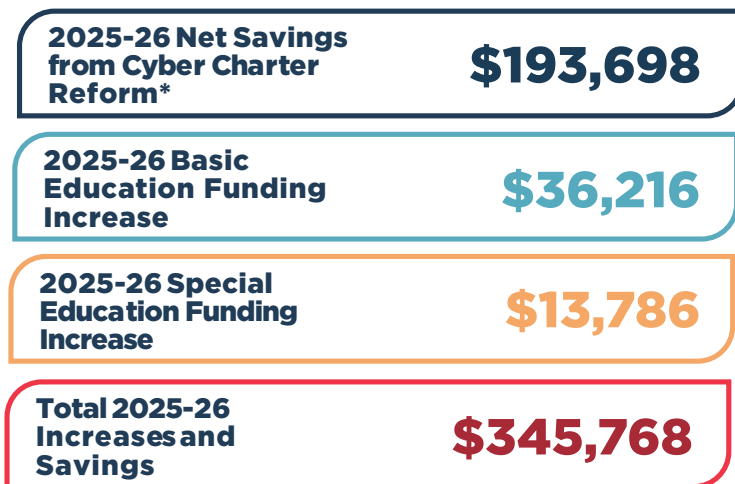 2025-26 Net Savings
from Cyber Charter
Reform*
$193,698
2025-26 Basic
Education Funding
Increase
$36,216
2025-26 Special
Education Funding
Increase
$13,786
Total 2025-26
Increases and
Savings
$345,768